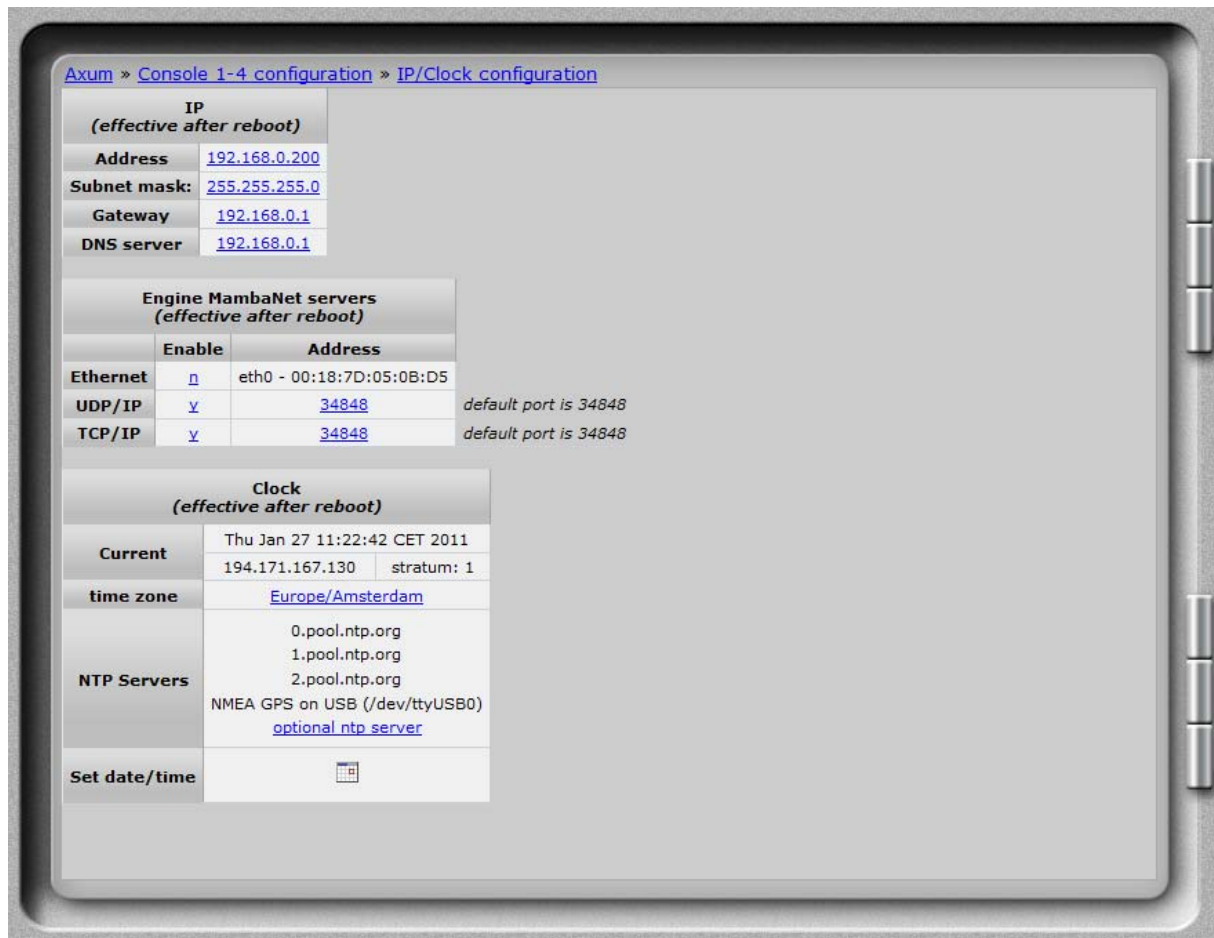 Axum » Console 1-4 configuration » IP/Clock configuration
IP
(effective after reboot)
Address 192.168.0.200
Subnet mask: 255.255.255.0
Gateway 192.168.0.1
DNS server 192.168.0.1
Engine MambaNet servers
(effective after reboot)
Enable Address
Ethernet n eth0 - 00:18:7D:05:0B:D5
UDP/IP y 34848 default port is 34848
TCP/IP y 34848 default port is 34848
Clock
(effective after reboot)
Current Thu Jan 27 11:22:42 CET 2011
194.171.167.130 stratum: 1
time zone Europe/Amsterdam
NTP Servers
0.pool.ntp.org
1.pool.ntp.org
2.pool.ntp.org
NMEA GPS on USB (/dev/ttyUSB0)
optional ntp server
Set date/time